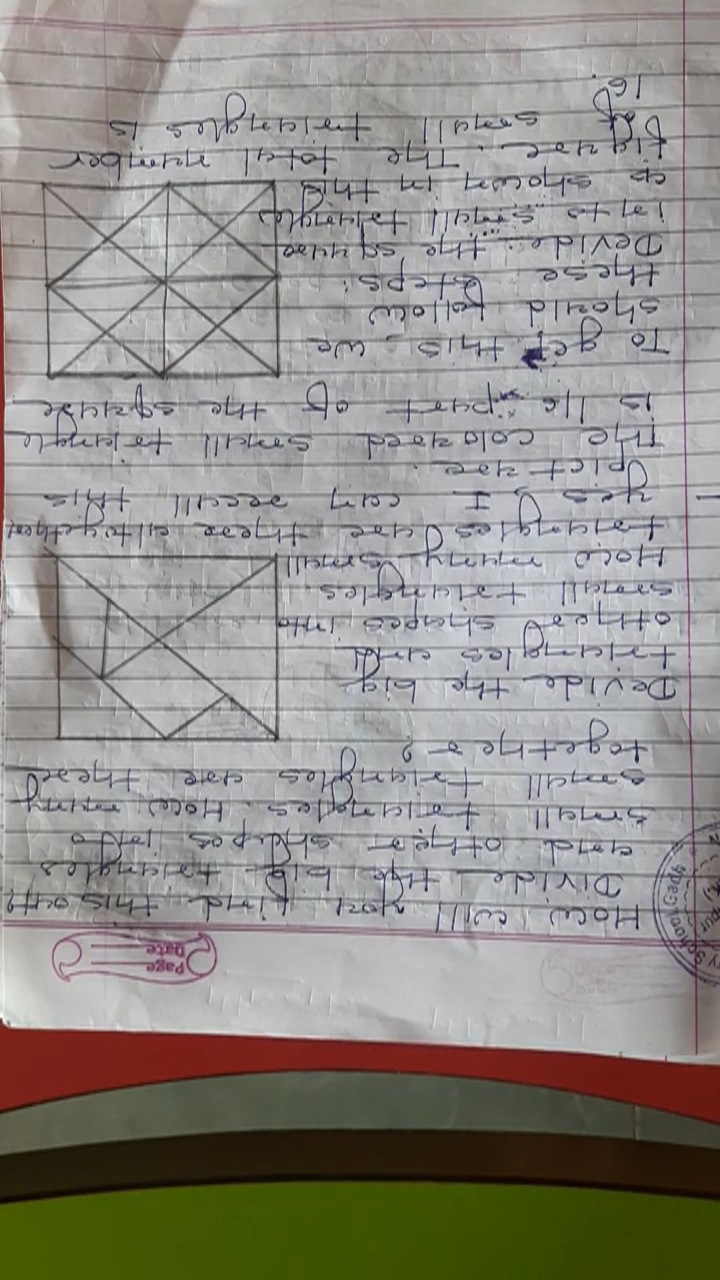 Page
Date
How will you find this out?
Divide the big triangles
and other shapes into
small triangles. How many
small triangles are these
together?
Devide the big
triangles and
other shapes into
small triangles.
How many small
triangles are there altogether
- yes, I can recall this
picture.
The coloured small triangle
is 1/16 part of the square.
To get this we
should follow
these steps:
Devide the square
into small triangles
as shown in this
figure. The total number
of small triangles is
16.